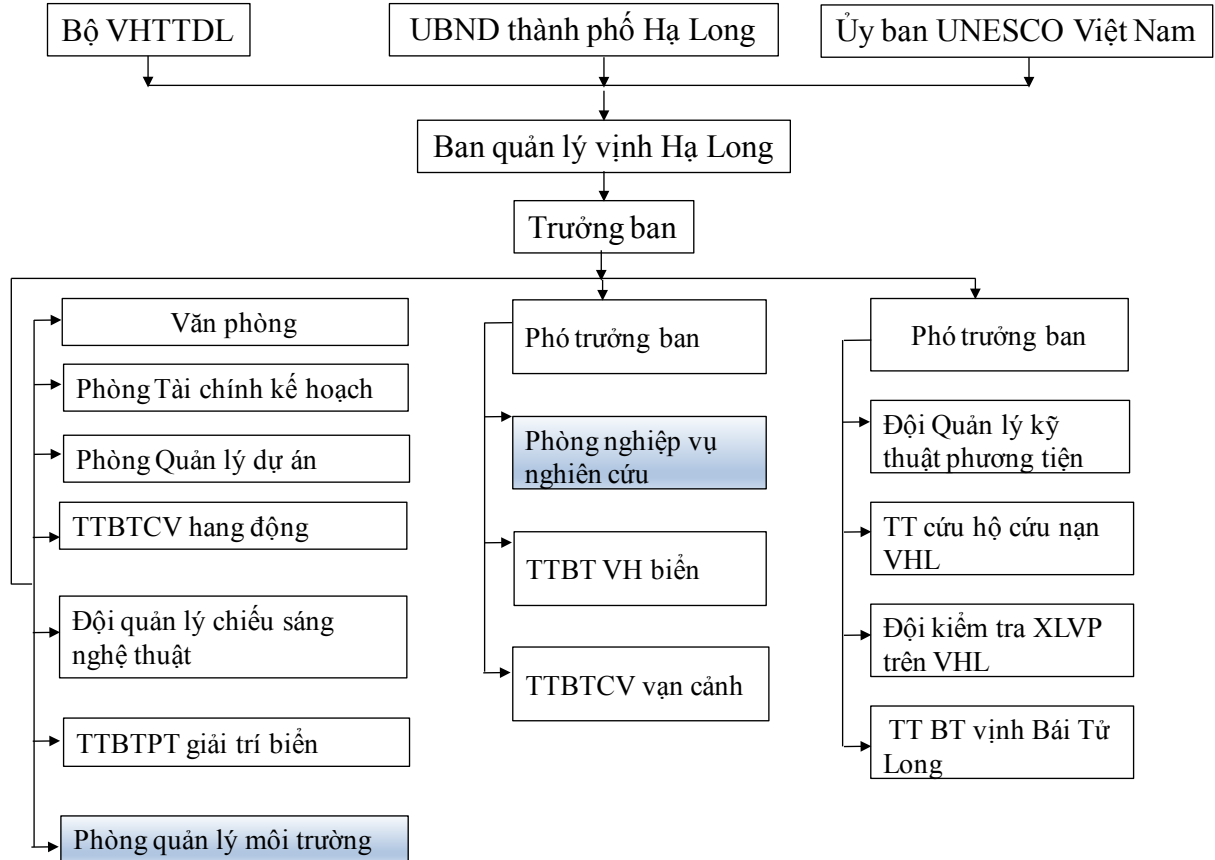 Bộ VHTTDL
UBND thành phố Hạ Long
Ủy ban UNESCO Việt Nam
Ban quản lý vịnh Hạ Long
Trưởng ban
Văn phòng
Phòng Tài chính kế hoạch
Phòng Quản lý dự án
TTBTCV hang động
Đội quản lý chiếu sáng
nghệ thuật
TTBTPT giải trí biển
Phòng quản lý môi trường
Phó trưởng ban
Phòng nghiệp vụ
nghiên cứu
TTBT VH biển
TTBTCV vạn cảnh
Phó trưởng ban
Đội Quản lý kỹ
thuật phương tiện
TT cứu hộ cứu nạn
VHL
Đội kiểm tra XLVP
trên VHL
TT BT vịnh Bái Tử
Long